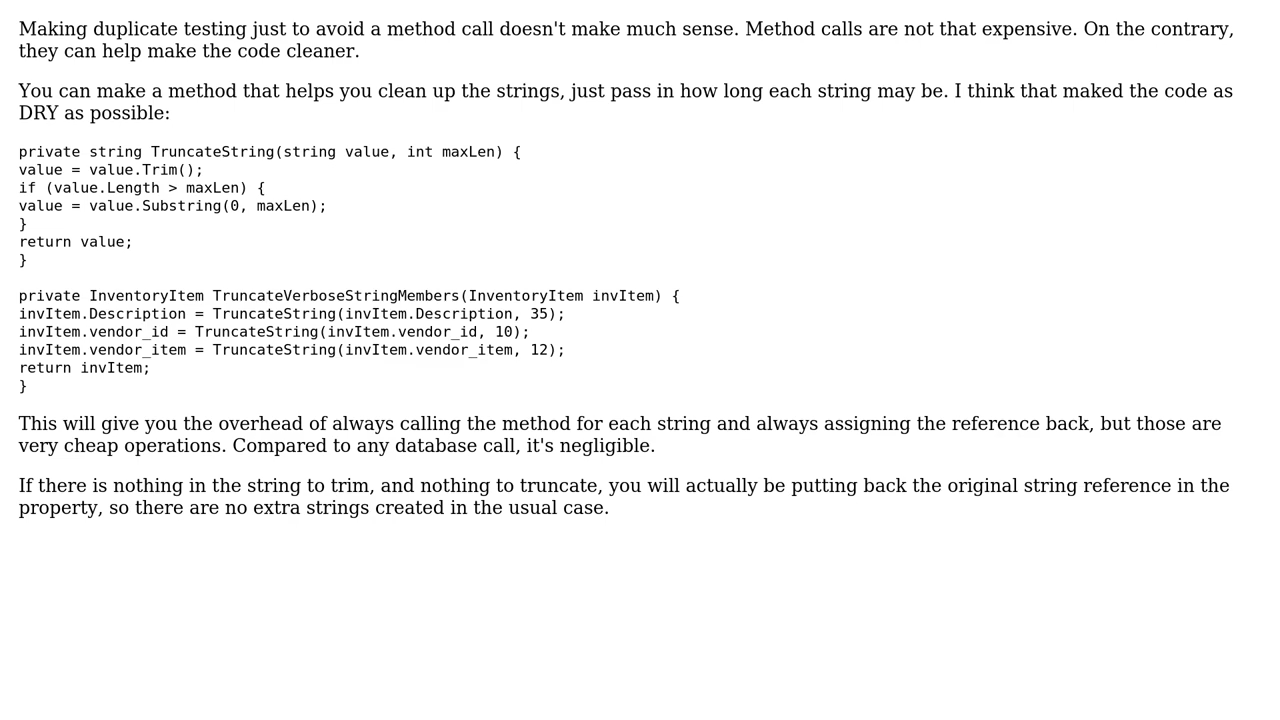 Making duplicate testing just to avoid a method call doesn't make much sense. Method calls are not that expensive. On the contrary,
they can help make the code cleaner.
You can make a method that helps you clean up the strings, just pass in how long each string may be. I think that maked the code as
DRY as possible:
private string TruncateString(string value, int maxLen) {
value = value.Trim();
if (value.Length > maxLen) {
value = value.Substring(0, maxLen);
}
return value;
}
private InventoryItem TruncateVerboseStringMembers(InventoryItem invItem) {
invItem.Description = TruncateString(invItem.Description, 35);
invItem.vendor_id = TruncateString(invItem.vendor_id, 10);
invItem.vendor_item = TruncateString(invItem.vendor_item, 12);
return invItem;
}
This will give you the overhead of always calling the method for each string and always assigning the reference back, but those are
very cheap operations. Compared to any database call, it's negligible.
If there is nothing in the string to trim, and nothing to truncate, you will actually be putting back the original string reference in the
property, so there are no extra strings created in the usual case.